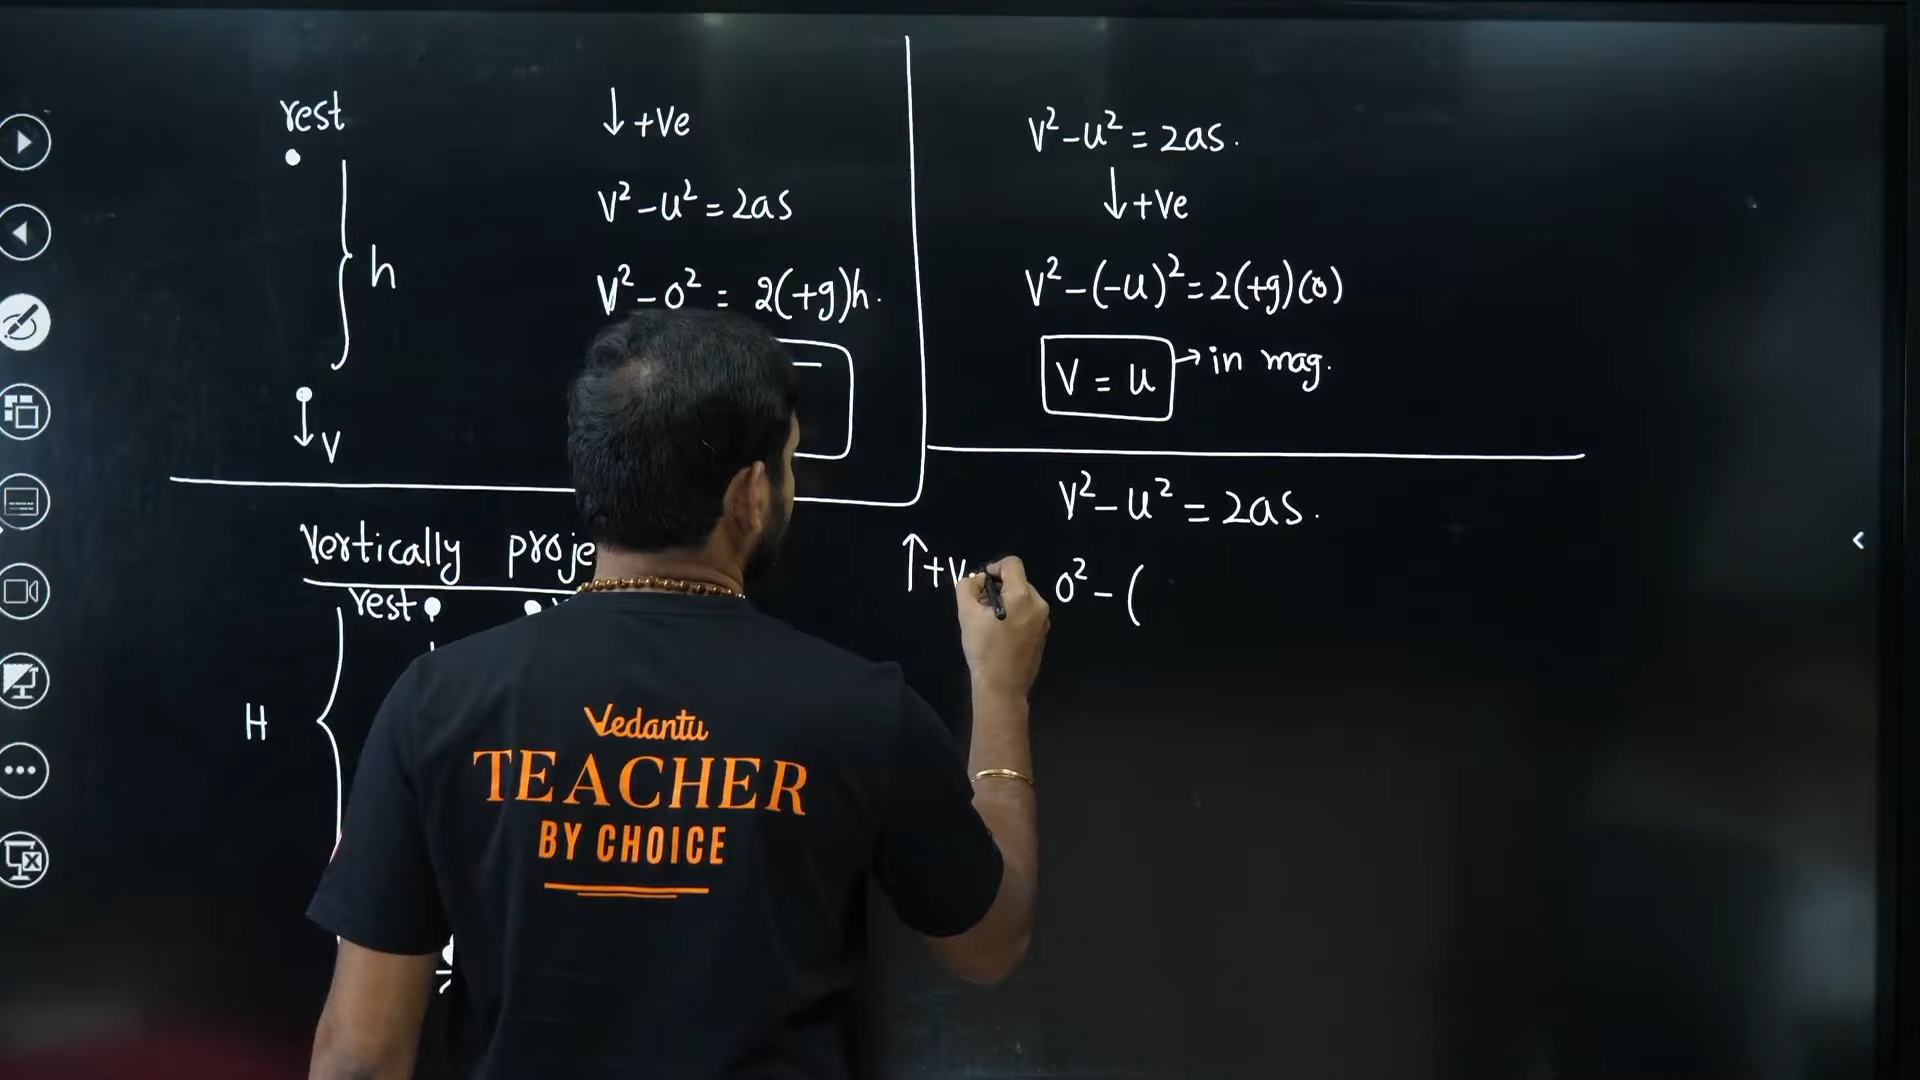 rest
h
V
↓ +ve
V² – u² = 2as
V² – 0² = 2(+g)h.
V² – u² = 2as.
↓ +ve
V² – (–u)² = 2(+g)(0)
V = u → in mag.
Vertically proje
rest
H
V² – u² = 2as.
↑ +v
0² – (
Vedantu
TEACHER
BY CHOICE